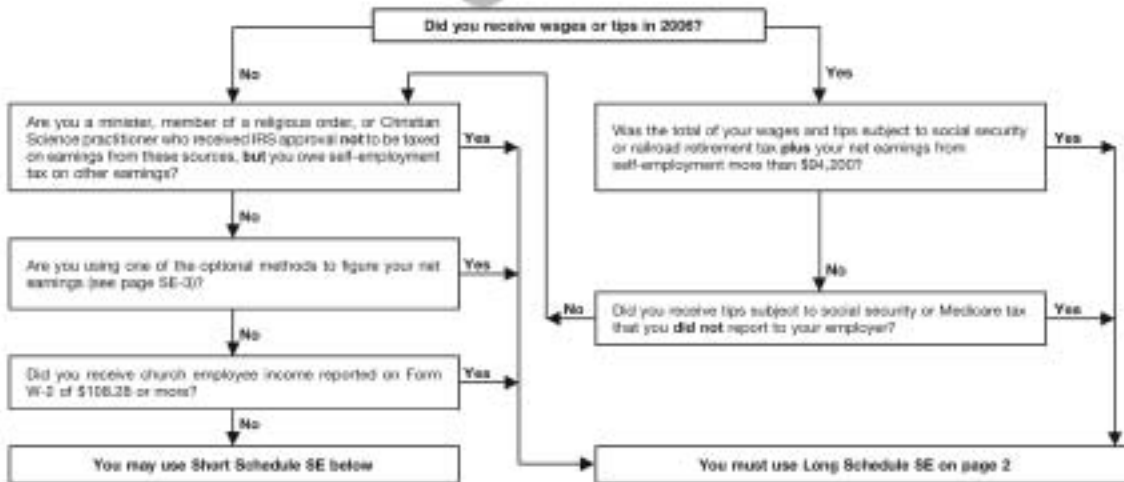 Did you receive wages or tips in 2006?
No
Yes
Are you a minister, member of a religious order, or Christian
Science practitioner who received IRS approval not to be taxed
on earnings from these sources, but you owe self-employment
tax on other earnings?
Yes
Was the total of your wages and tips subject to social security
or railroad retirement tax plus your net earnings from
self-employment more than $94,200?
Yes
No
Are you using one of the optional methods to figure your net
earnings (see page SE-3)?
Yes
No
No
Did you receive tips subject to social security or Medicare tax
that you did not report to your employer?
Yes
No
Did you receive church employee income reported on Form
W-2 of $108.28 or more?
Yes
No
You may use Short Schedule SE below
You must use Long Schedule SE on page 2